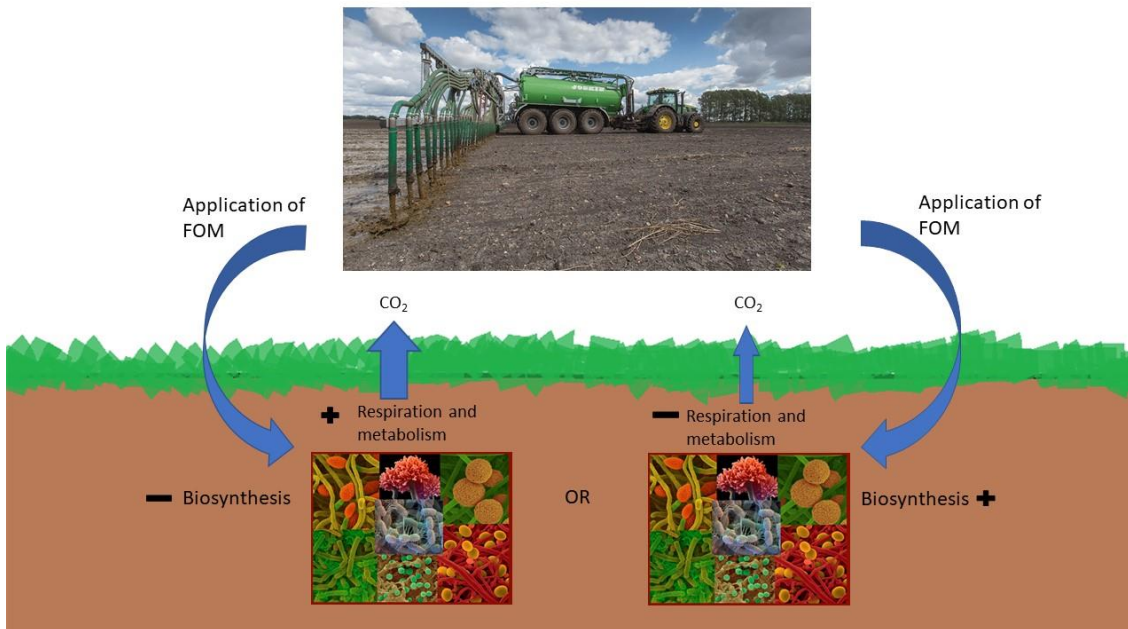 Application of
FOM
Application of
FOM
CO₂
CO₂
+ Respiration and
metabolism
− Respiration and
metabolism
− Biosynthesis
OR
Biosynthesis +